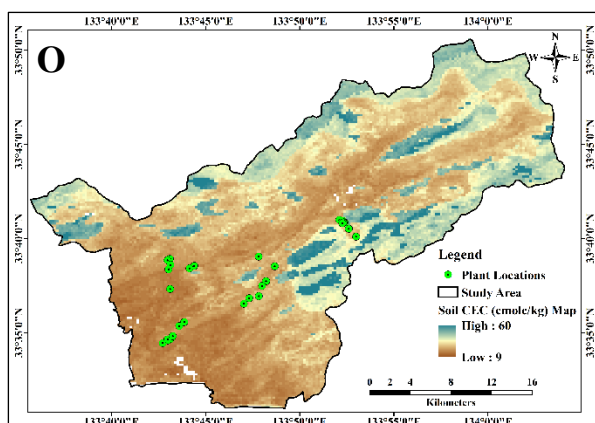 133°40'0"N 133°45'0"N 133°50'0"N 133°55'0"N 134°0'0"N
O
N
W E
S
33°50'0"N 33°50'0"N
33°45'0"N 33°45'0"N
33°40'0"N 33°40'0"N
33°35'0"N 33°35'0"N
Legend
Plant Locations
Study Area
Soil CEC (cmolc/kg) Map
High : 60
Low : 9
0 2 4 8 12 16
Kilometers
133°40'0"N 133°45'0"N 133°50'0"N 133°55'0"N 134°0'0"N